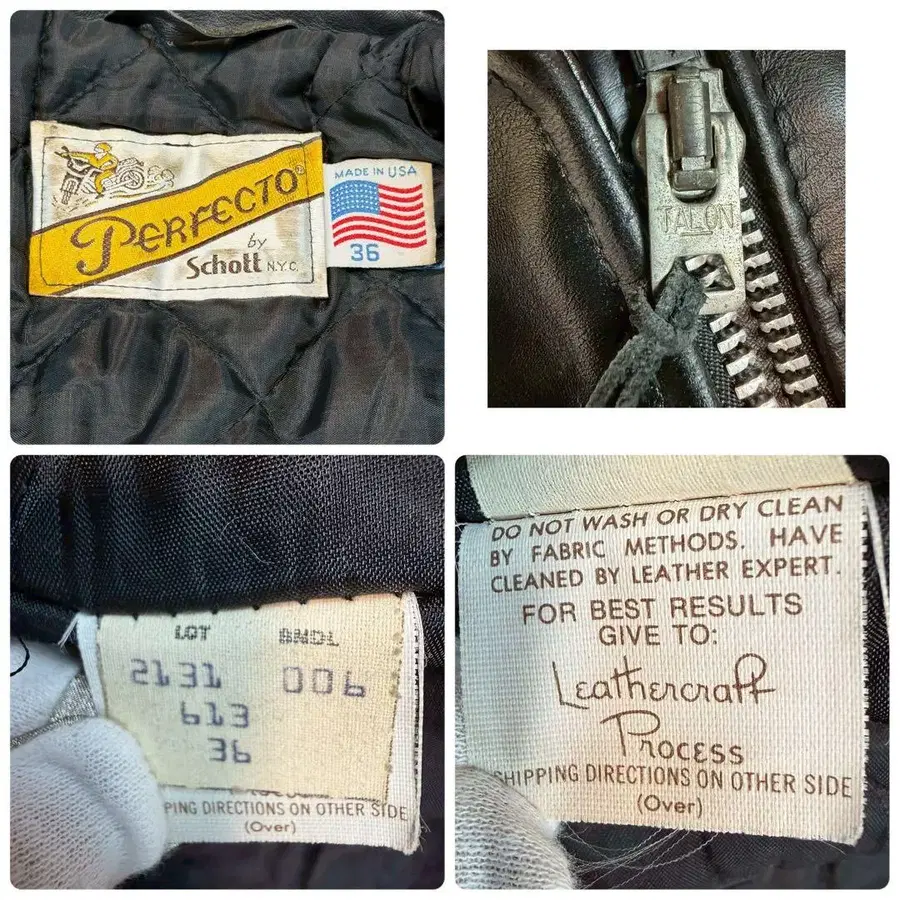 PERFECTO®
by
Schott N.Y.C.
MADE IN USA
36
TALON
LOT BNDL
2131 006
613
36
PING DIRECTIONS ON OTHER SIDE
(Over)
DO NOT WASH OR DRY CLEAN
BY FABRIC METHODS. HAVE
CLEANED BY LEATHER EXPERT.
FOR BEST RESULTS
GIVE TO:
Leathercraft
Process
SHIPPING DIRECTIONS ON OTHER SIDE
(Over)